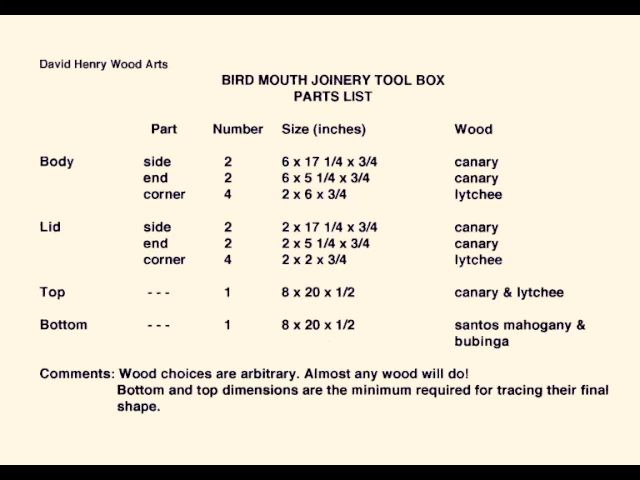 David Henry Wood Arts
BIRD MOUTH JOINERY TOOL BOX
PARTS LIST
Part Number Size (inches) Wood
Body side 2 6 x 17 1/4 x 3/4 canary
end 2 6 x 5 1/4 x 3/4 canary
corner 4 2 x 6 x 3/4 lytchee
Lid side 2 2 x 17 1/4 x 3/4 canary
end 2 2 x 5 1/4 x 3/4 canary
corner 4 2 x 2 x 3/4 lytchee
Top --- 1 8 x 20 x 1/2 canary & lytchee
Bottom --- 1 8 x 20 x 1/2 santos mahogany &
bubinga
Comments: Wood choices are arbitrary. Almost any wood will do!
Bottom and top dimensions are the minimum required for tracing their final
shape.